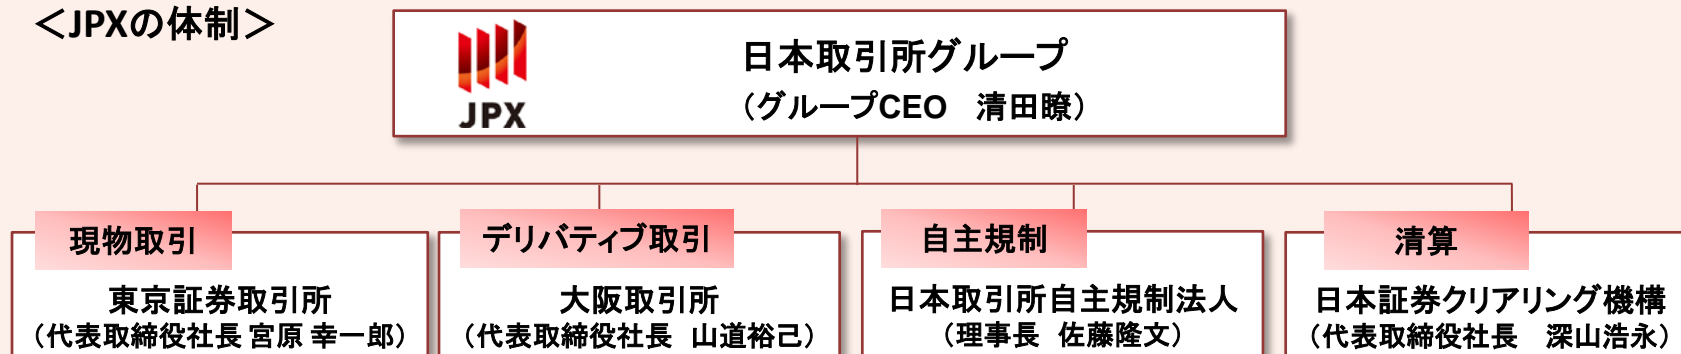 ＜JPXの体制＞
JPX
日本取引所グループ
（グループCEO　清田瞭）
現物取引
東京証券取引所
（代表取締役社長 宮原 幸一郎）
デリバティブ取引
大阪取引所
（代表取締役社長　山道裕己）
自主規制
日本取引所自主規制法人
（理事長　佐藤隆文）
清算
日本証券クリアリング機構
（代表取締役社長　深山浩永）